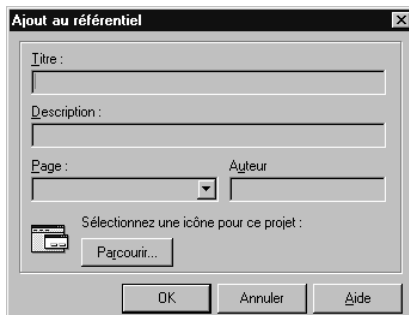 Ajout au référentiel
Titre :
Description :
Page :
Auteur
Sélectionnez une icône pour ce projet :
Parcourir...
OK
Annuler
Aide